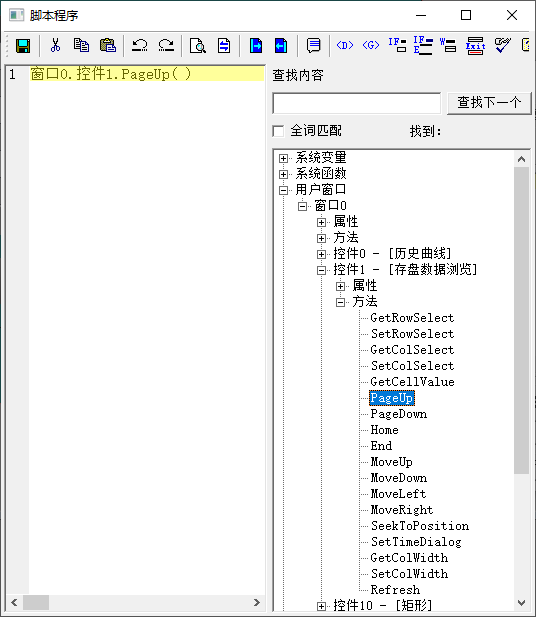 脚本程序
<D> <G> IF IF E W Exit
1 窗口0.控件1.PageUp()
查找内容
查找下一个
全词匹配 找到：
系统变量
系统函数
用户窗口
窗口0
属性
方法
控件0 - [历史曲线]
控件1 - [存盘数据浏览]
属性
方法
GetRowSelect
SetRowSelect
GetColSelect
SetColSelect
GetCellValue
PageUp
PageDown
Home
End
MoveUp
MoveDown
MoveLeft
MoveRight
SeekToPosition
SetTimeDialog
GetColWidth
SetColWidth
Refresh
控件10 - [矩形]